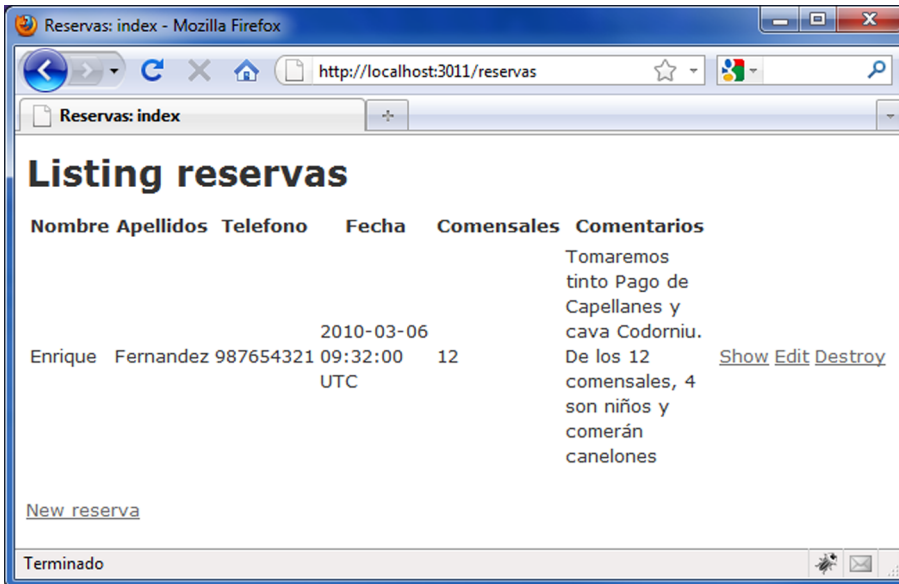 Reservas: index - Mozilla Firefox
http://localhost:3011/reservas
Reservas: index
Listing reservas
Nombre Apellidos Telefono Fecha Comensales Comentarios
Tomaremos
tinto Pago de
Capellanes y
2010-03-06 cava Codorniu.
Enrique Fernandez 987654321 09:32:00 12 De los 12 Show Edit Destroy
UTC comensales, 4
son niños y
comerán
canelones
New reserva
Terminado